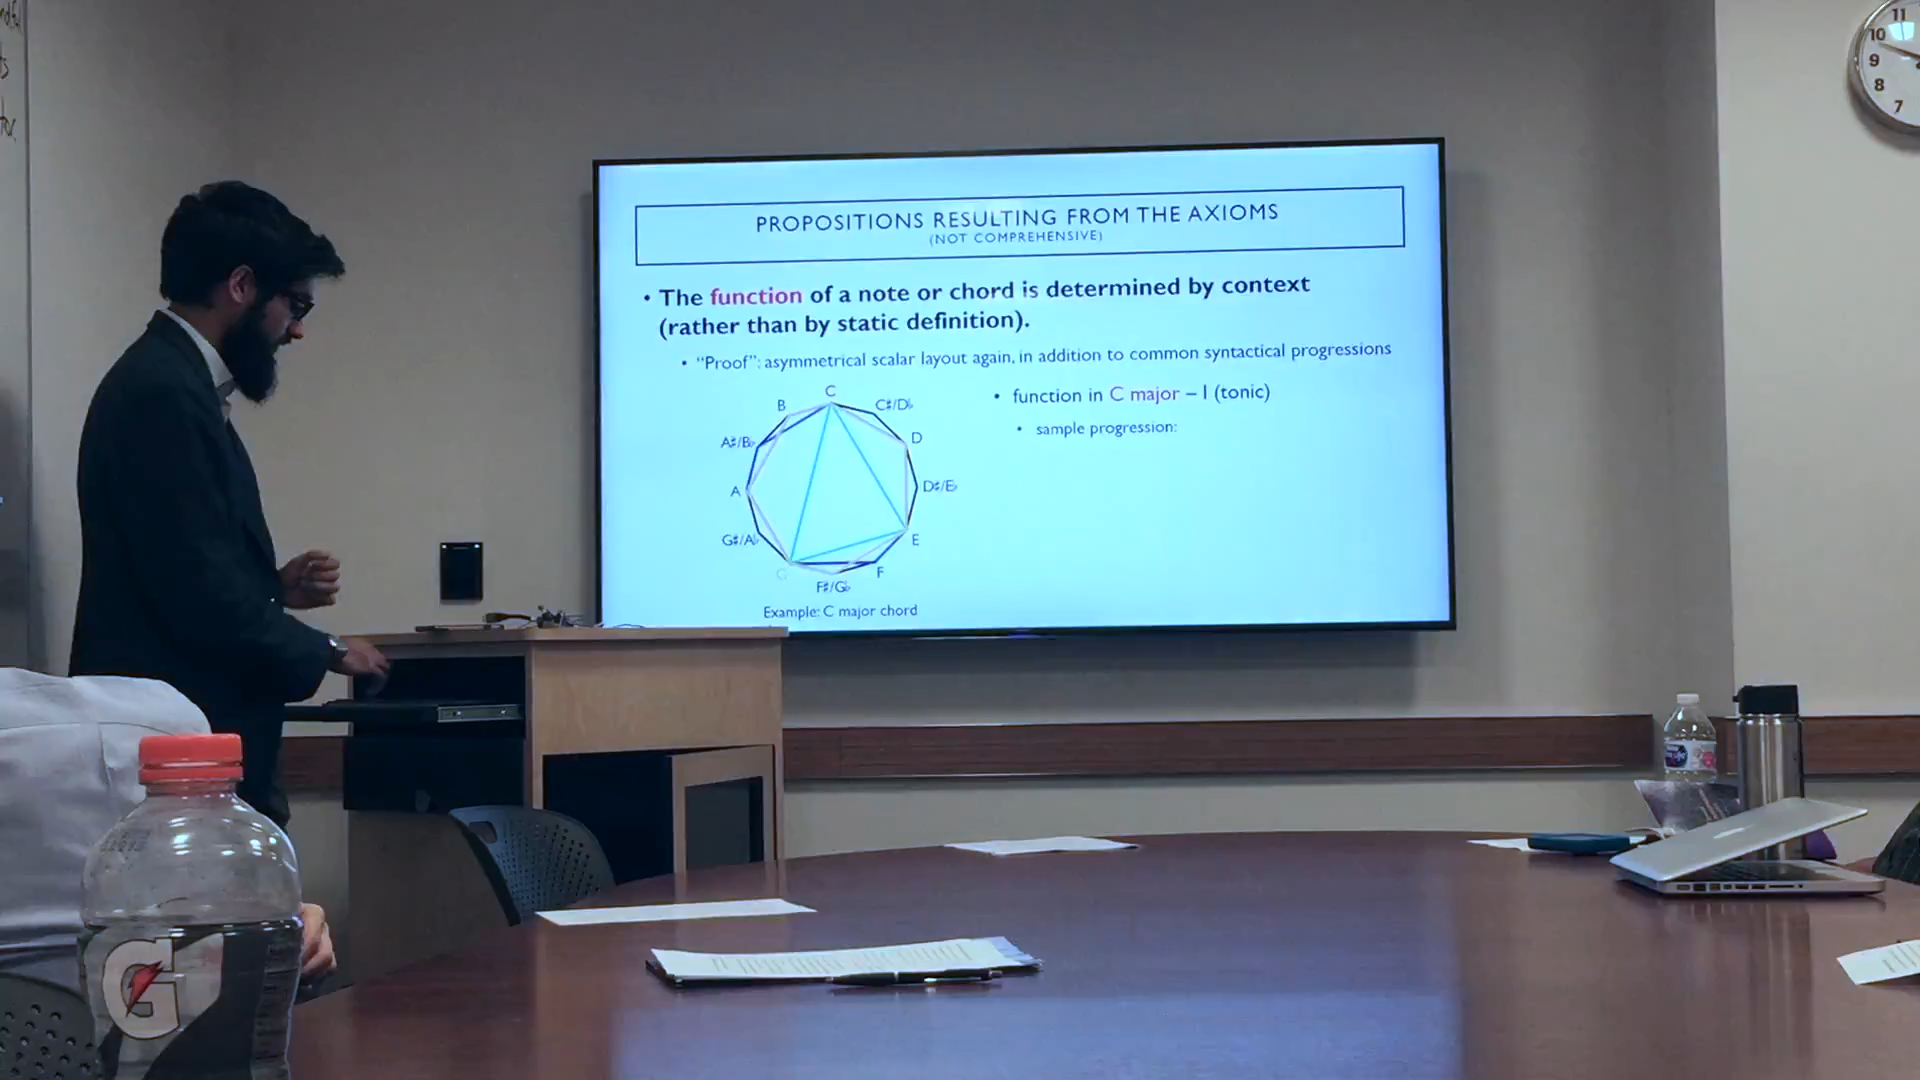 PROPOSITIONS RESULTING FROM THE AXIOMS
(NOT COMPREHENSIVE)
• The function of a note or chord is determined by context
(rather than by static definition).
• "Proof": asymmetrical scalar layout again, in addition to common syntactical progressions
• function in C major – I (tonic)
• sample progression:
C
B
C♯/D♭
A♯/B♭
D
A
D♯/E♭
G♯/A♭
E
G
F
F♯/G♭
Example: C major chord
11
10
9
8
7
G